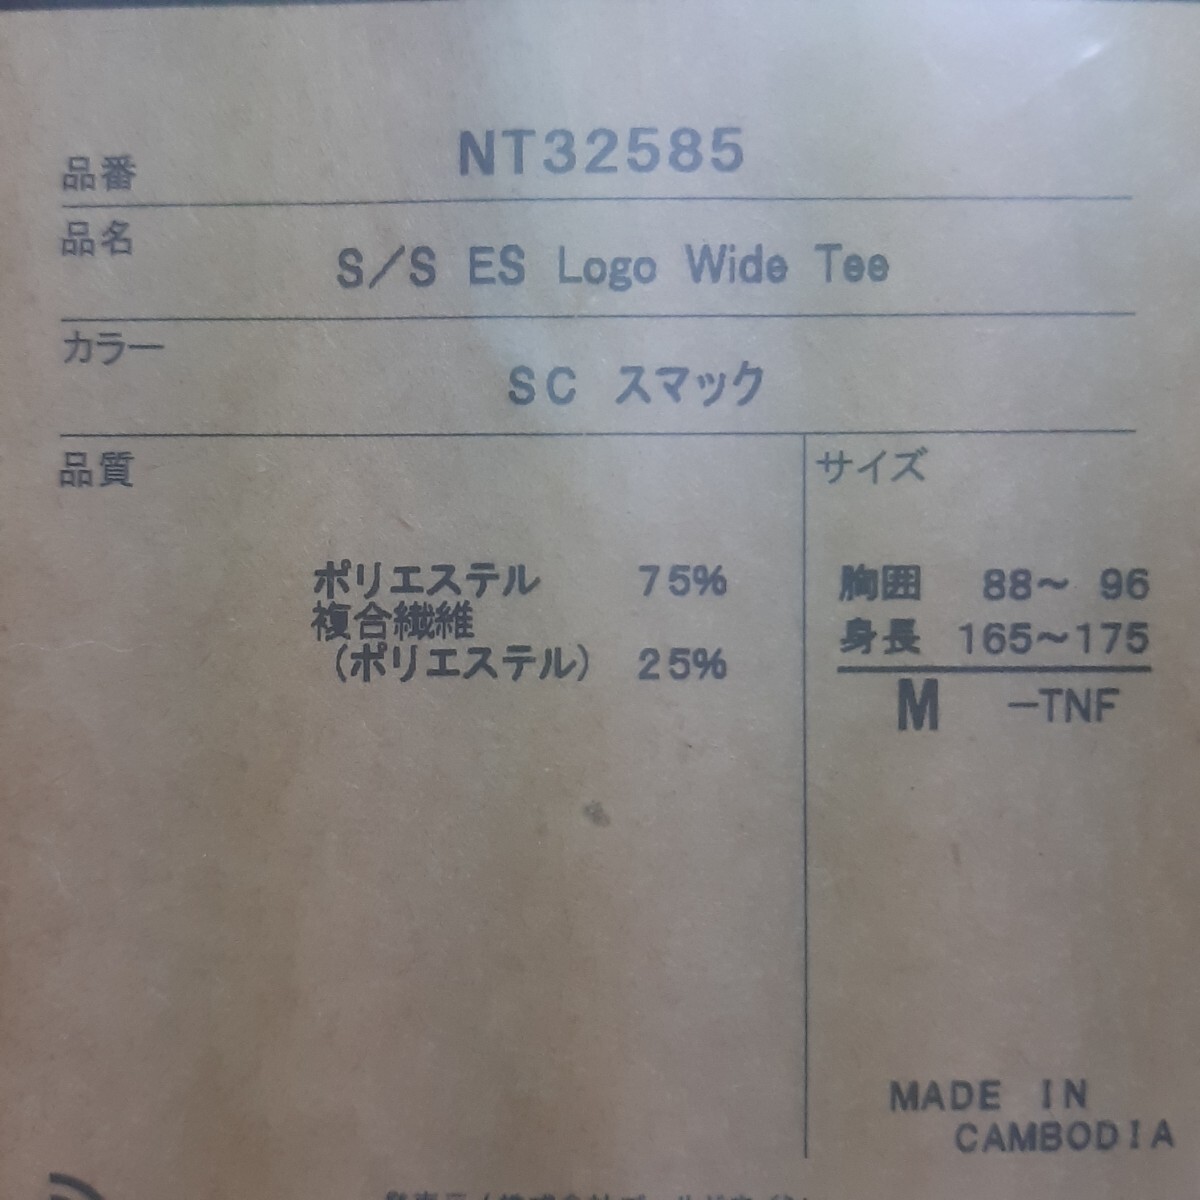 品番 NT32585
品名 S/S ES Logo Wide Tee
カラー SC スマック
品質
ポリエステル 75%
複合繊維
(ポリエステル) 25%
サイズ
胸囲 88～ 96
身長 165～175
M -TNF
MADE IN
CAMBODIA